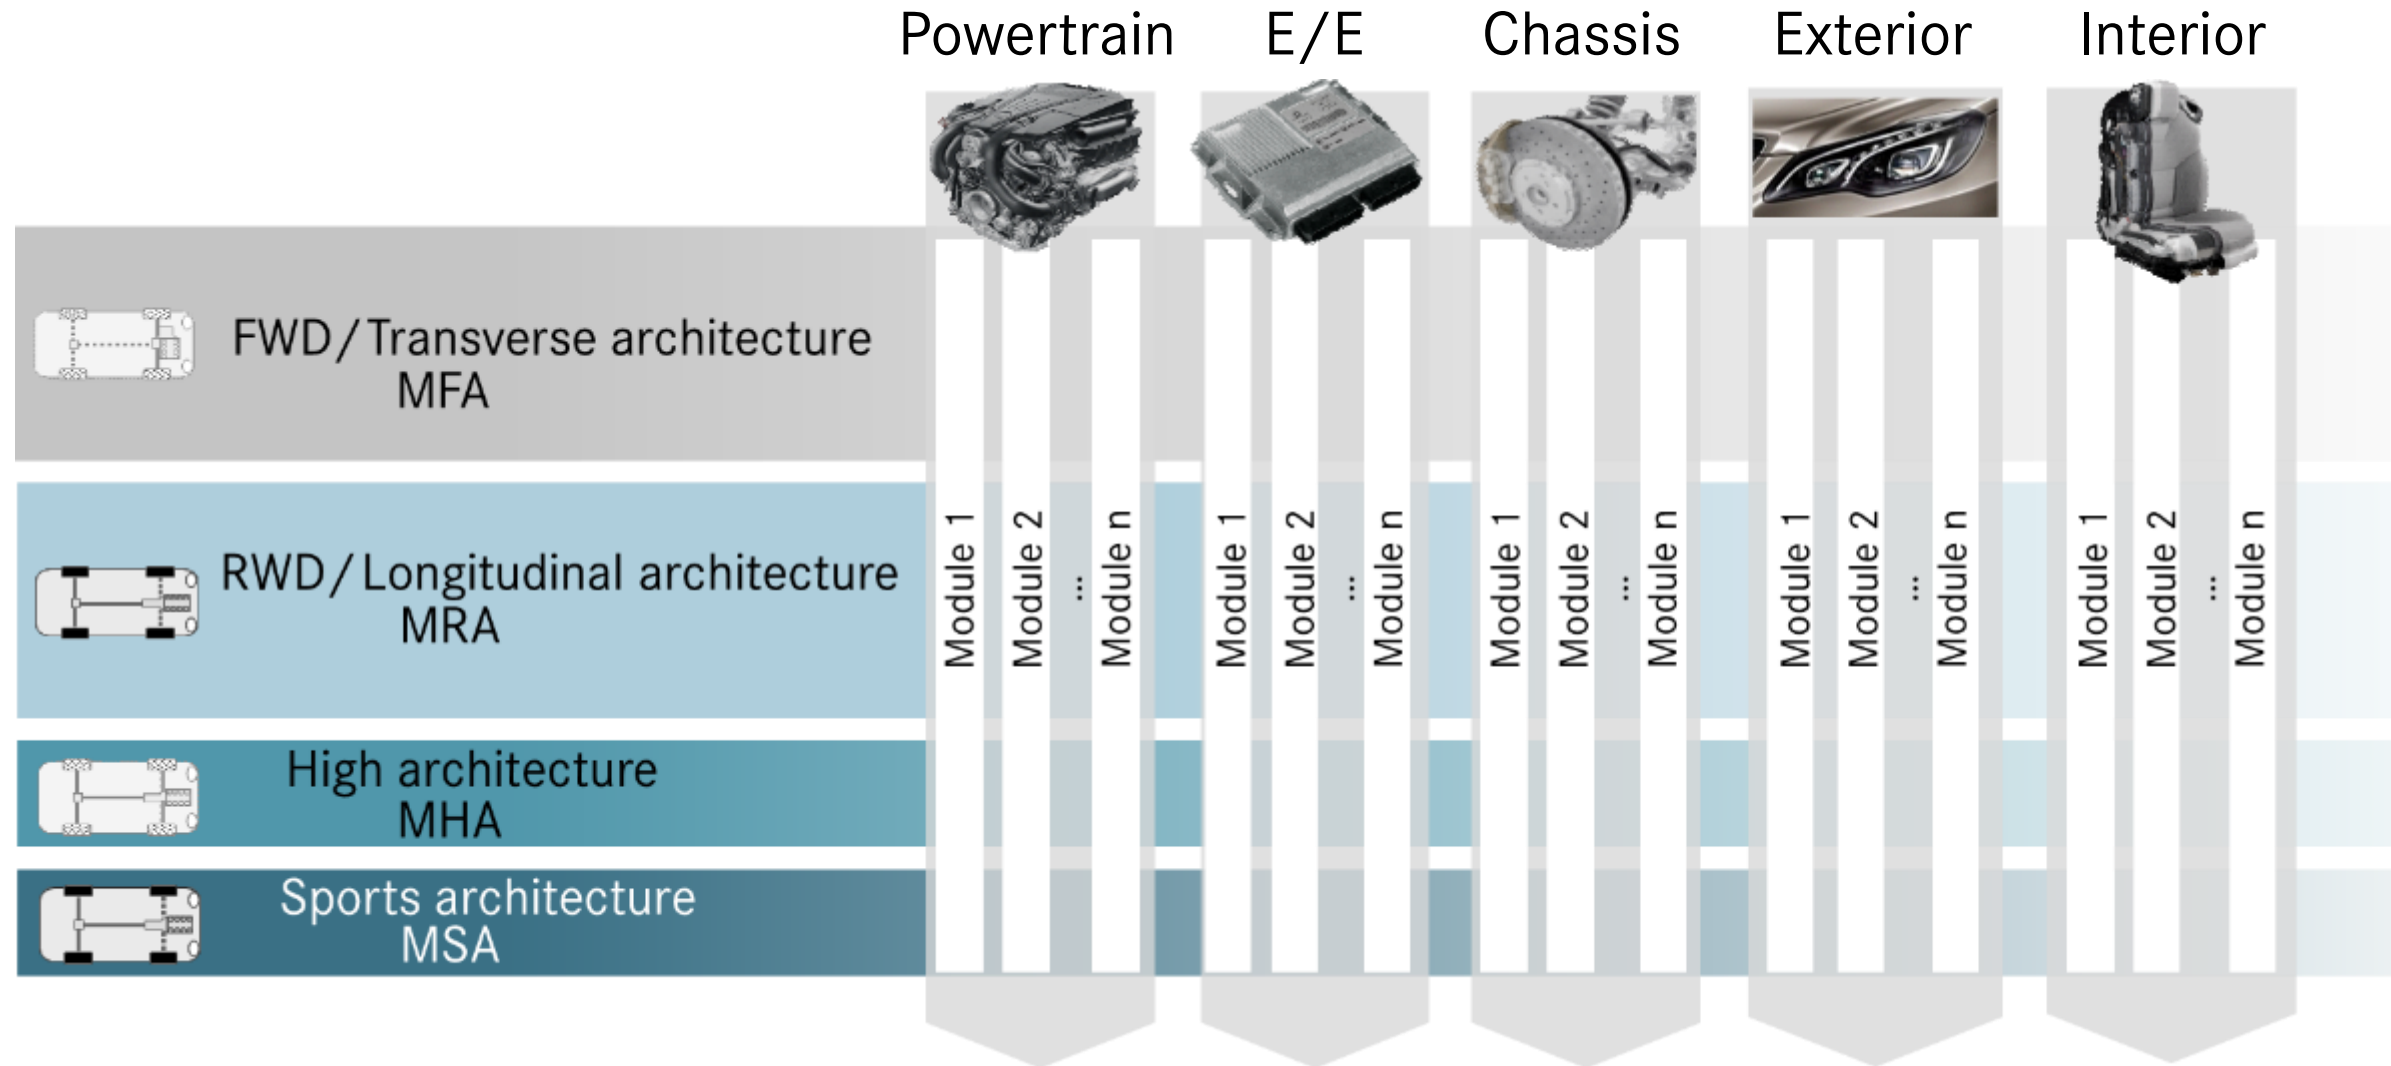 Powertrain E/E Chassis Exterior Interior
FWD/Transverse architecture
MFA
RWD/Longitudinal architecture
MRA
High architecture
MHA
Sports architecture
MSA
Module 1
Module 2
...
Module n
Module 1
Module 2
...
Module n
Module 1
Module 2
...
Module n
Module 1
Module 2
...
Module n
Module 1
Module 2
...
Module n